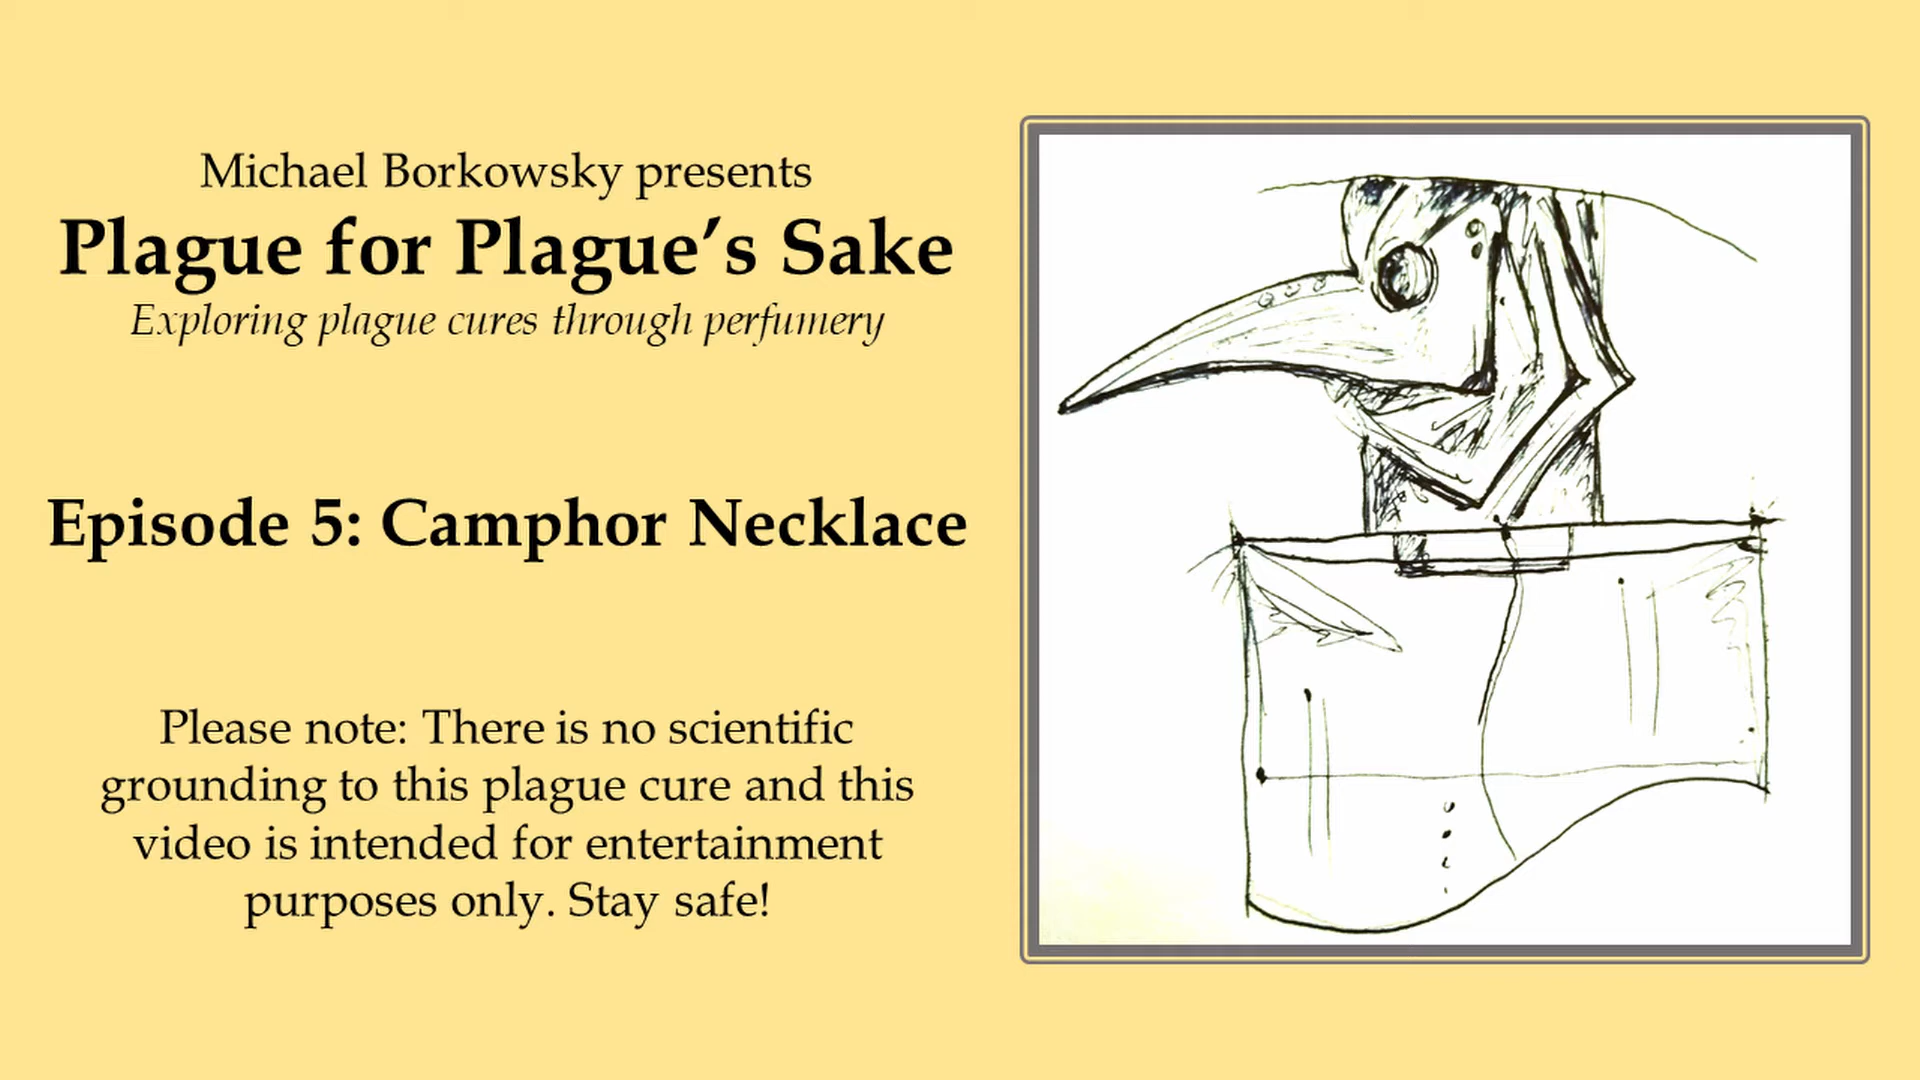 Michael Borkowsky presents
Plague for Plague’s Sake
Exploring plague cures through perfumery
Episode 5: Camphor Necklace
Please note: There is no scientific
grounding to this plague cure and this
video is intended for entertainment
purposes only. Stay safe!